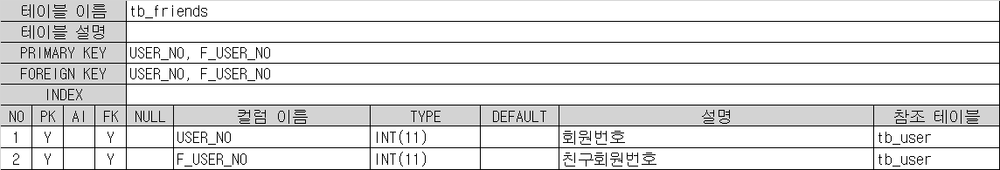 테이블 이름 tb_friends
테이블 설명
PRIMARY KEY USER_NO, F_USER_NO
FOREIGN KEY USER_NO, F_USER_NO
INDEX
NO PK AI FK NULL 컬럼 이름 TYPE DEFAULT 설명 참조 테이블
1 Y Y USER_NO INT(11) 회원번호 tb_user
2 Y Y F_USER_NO INT(11) 친구회원번호 tb_user